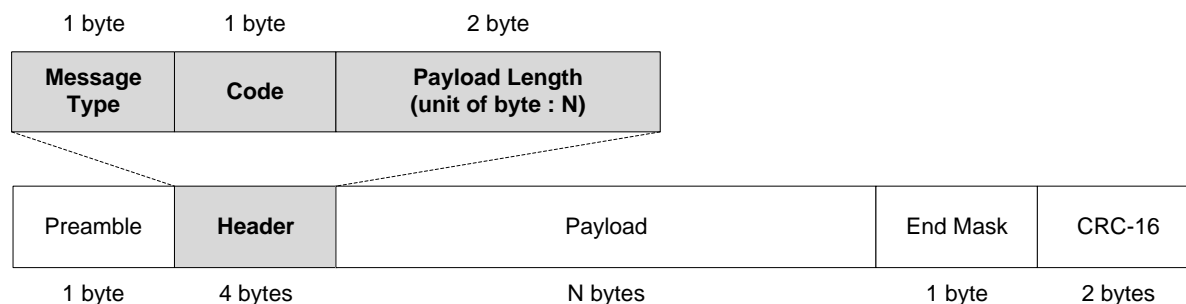 1 byte 1 byte 2 byte
Message Type Code Payload Length (unit of byte : N)
Preamble Header Payload End Mask CRC-16
1 byte 4 bytes N bytes 1 byte 2 bytes